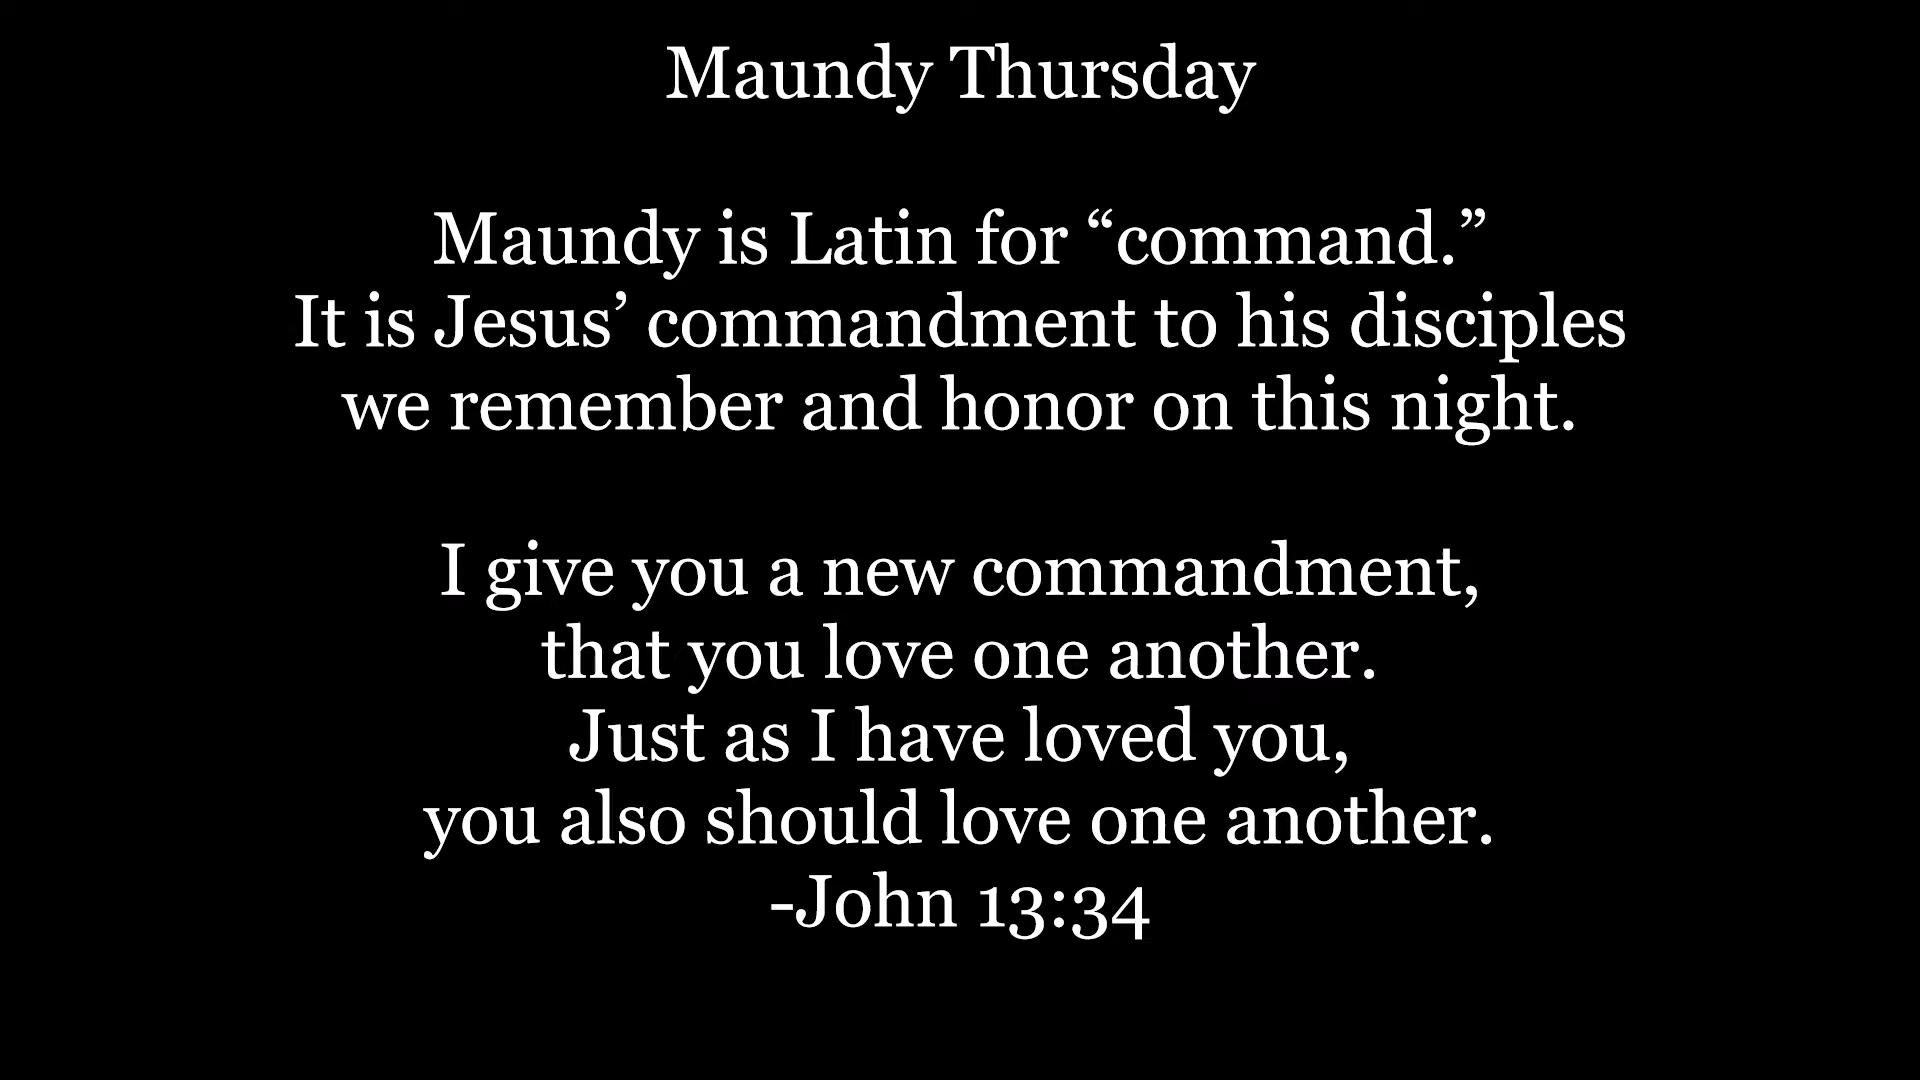 Maundy Thursday
Maundy is Latin for “command.”
It is Jesus’ commandment to his disciples
we remember and honor on this night.
I give you a new commandment,
that you love one another.
Just as I have loved you,
you also should love one another.
-John 13:34